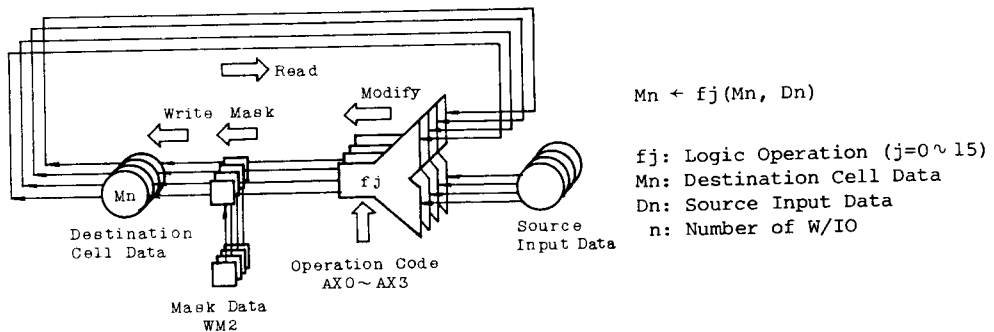 Read
Modify
Write
Mask
fj
Mn
Destination
Cell Data
Mask Data
WM2
Operation Code
AX0~AX3
Source
Input Data
Mn ← fj(Mn, Dn)
fj: Logic Operation (j=0~15)
Mn: Destination Cell Data
Dn: Source Input Data
n: Number of W/IO